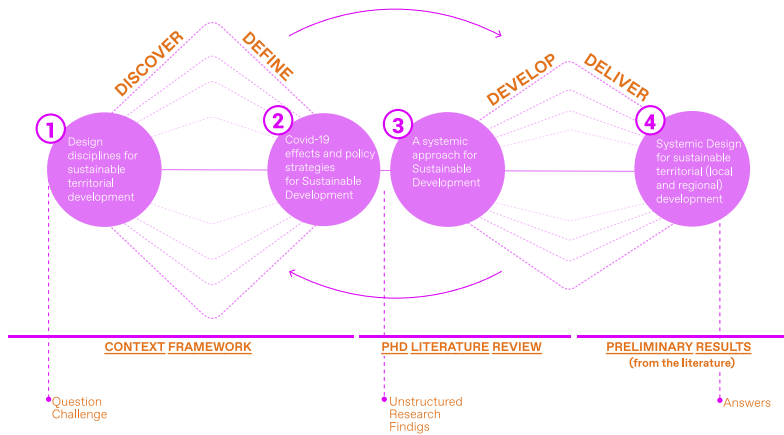 DISCOVER
DEFINE
DEVELOP
DELIVER
1
Design
disciplines for
sustainable
territorial
development
2
Covid-19
effects and policy
strategies
for Sustainable
Development
3
A systemic
approach for
Sustainable
Development
4
Systemic Design
for sustainable
territorial (local
and regional)
development
CONTEXT FRAMEWORK
PHD LITERATURE REVIEW
PRELIMINARY RESULTS
(from the literature)
Question
Challenge
Unstructured
Research
Findigs
Answers